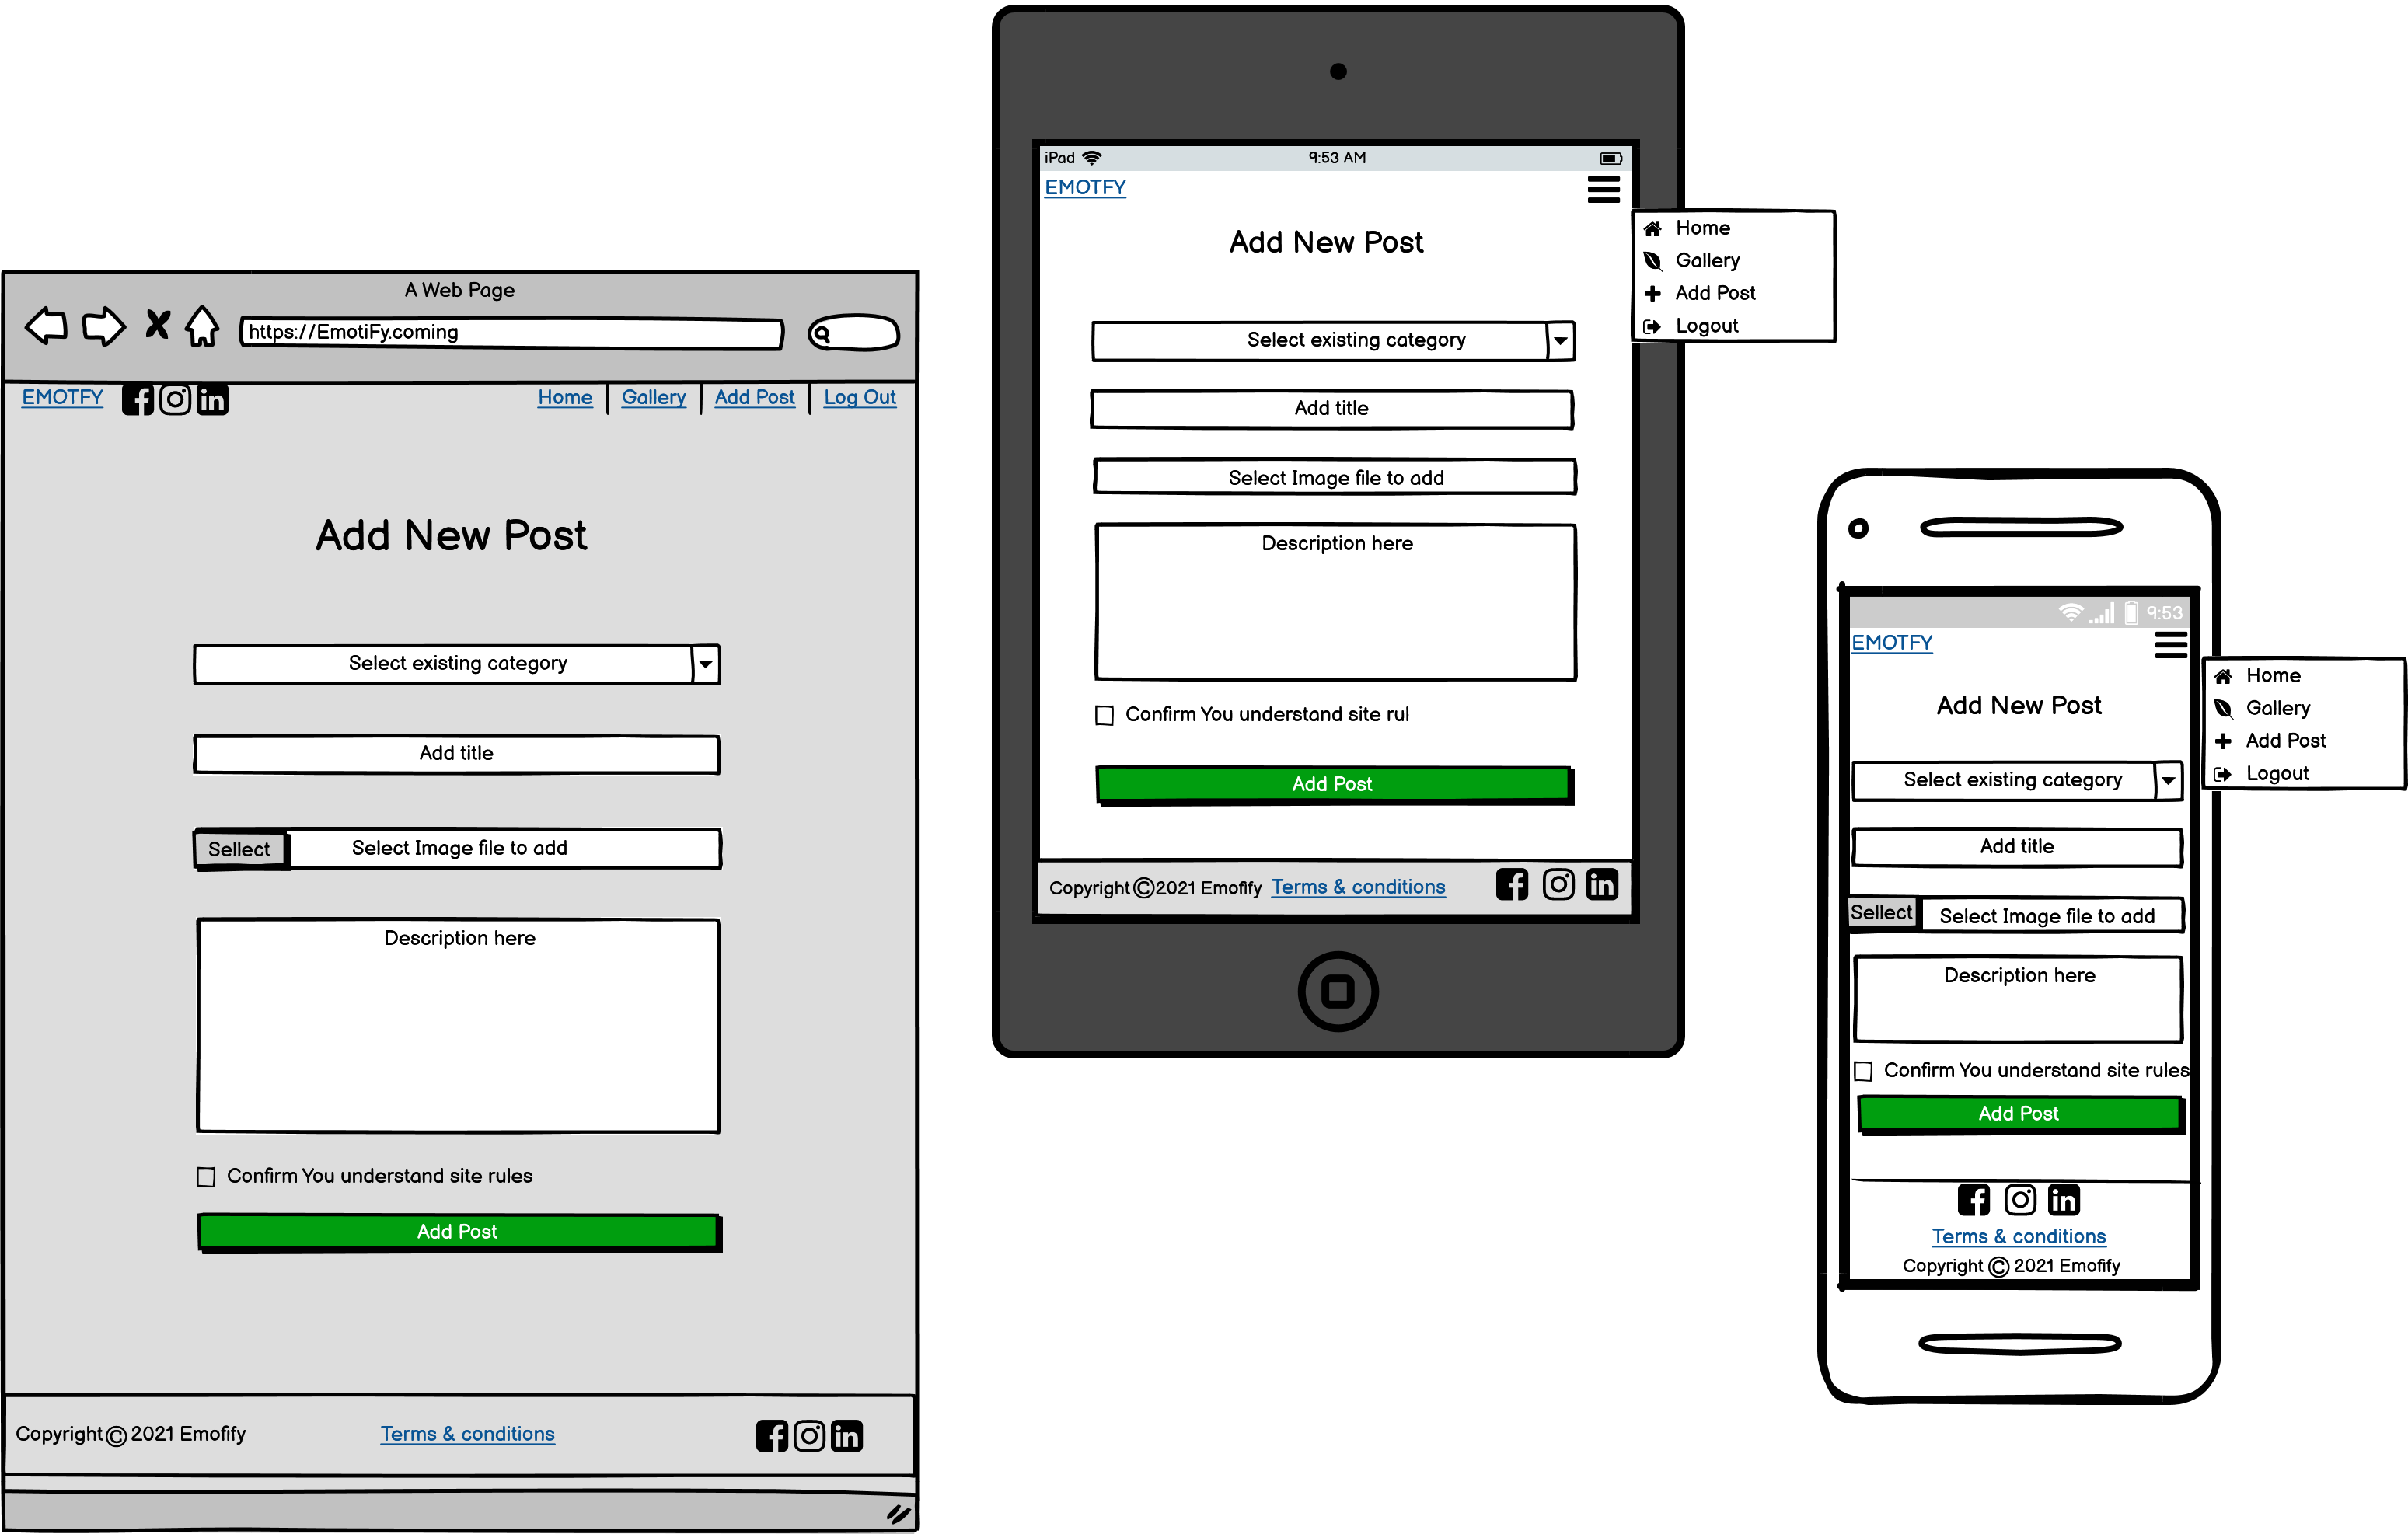 A Web Page
https://EmotiFy.coming
EMOTFY Home Gallery Add Post Log Out
Add New Post
Select existing category
Add title
Sellect Select Image file to add
Description here
Confirm You understand site rules
Add Post
Copyright © 2021 Emofify Terms & conditions
iPad 9:53 AM
EMOTFY
Add New Post
Select existing category
Add title
Select Image file to add
Description here
Confirm You understand site rul
Add Post
Copyright © 2021 Emofify Terms & conditions
Home
Gallery
Add Post
Logout
9:53
EMOTFY
Add New Post
Select existing category
Add title
Sellect Select Image file to add
Description here
Confirm You understand site rules
Add Post
Terms & conditions
Copyright © 2021 Emofify
Home
Gallery
Add Post
Logout